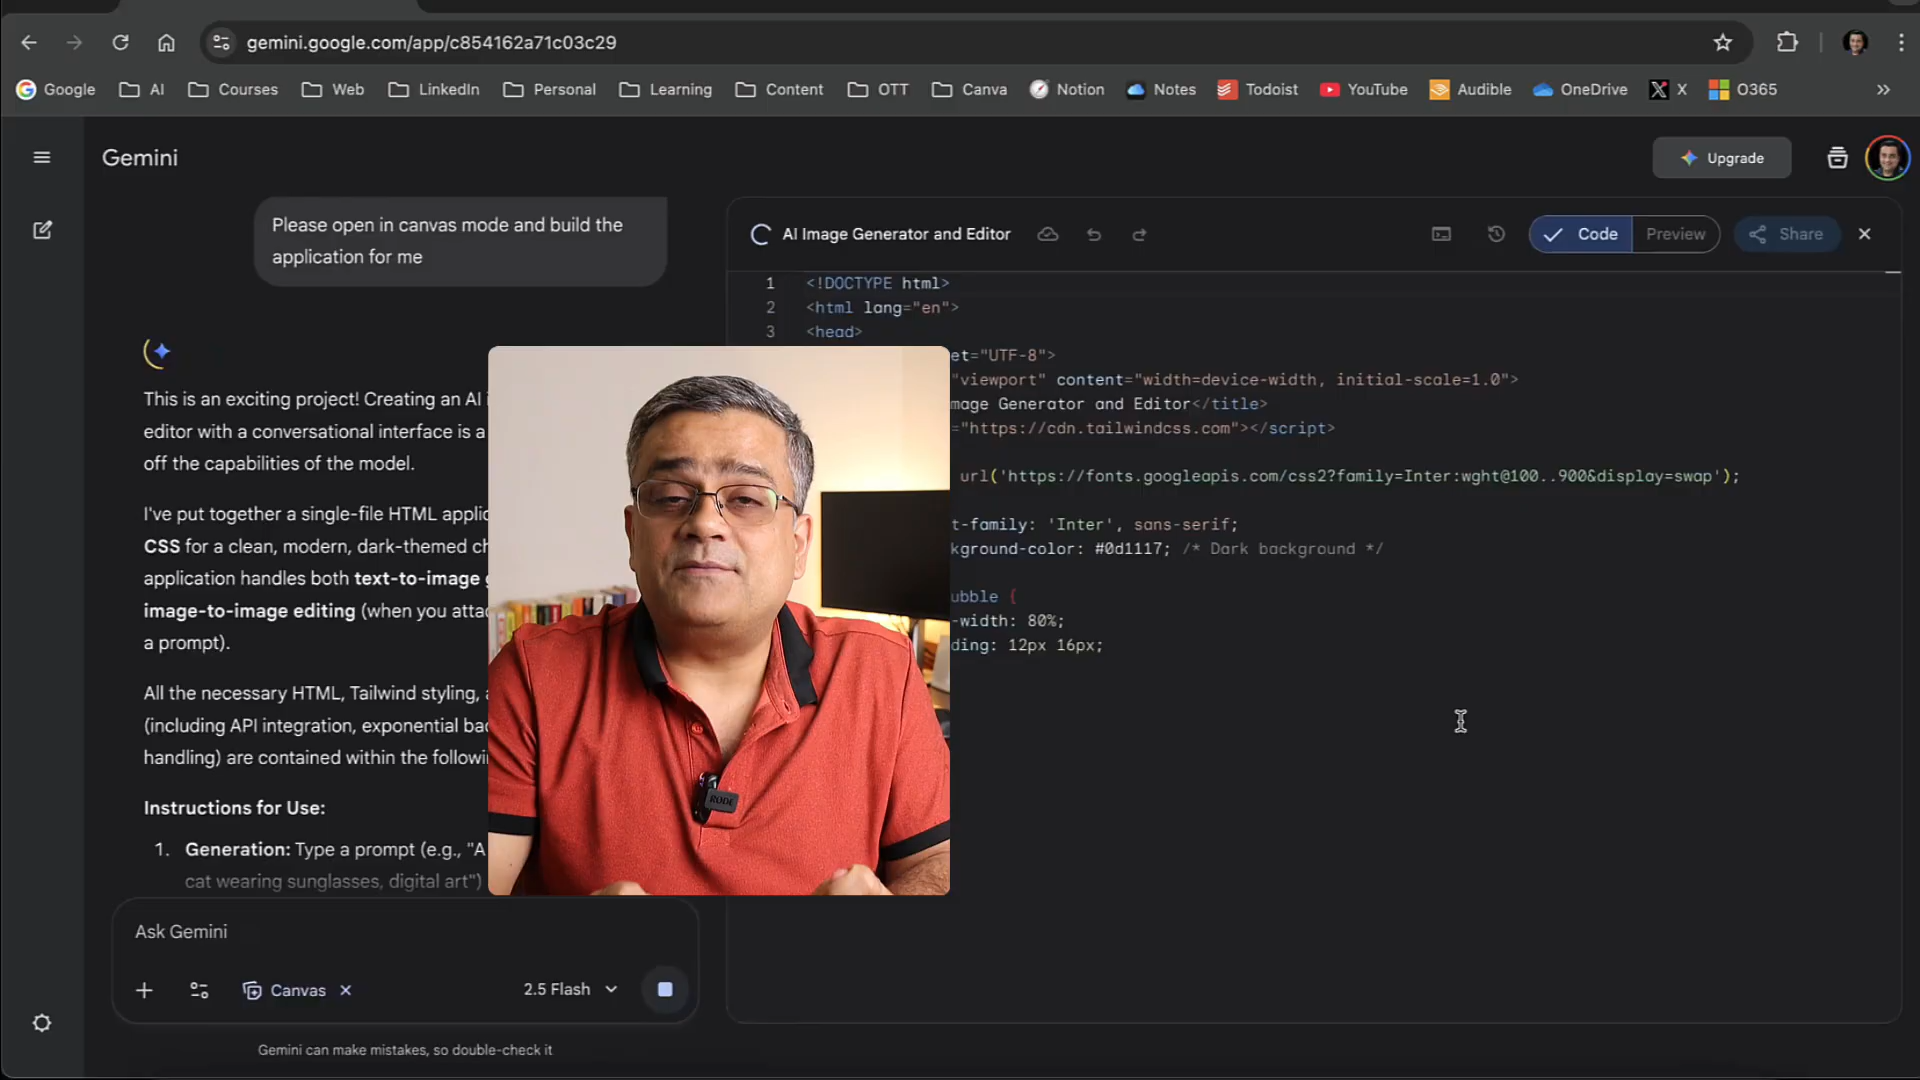 gemini.google.com/app/c854162a71c03c29
Google AI Courses Web LinkedIn Personal Learning Content OTT Canva Notion Notes Todoist YouTube Audible OneDrive X O365 »
Gemini
Upgrade
Please open in canvas mode and build the
application for me
This is an exciting project! Creating an AI
editor with a conversational interface is a
off the capabilities of the model.
I've put together a single-file HTML
CSS for a clean, modern, dark-themed
application handles both text-to-image
image-to-image editing (when you
a prompt).
All the necessary HTML, Tailwind styling,
(including API integration, exponential
handling) are contained within the
Instructions for Use:
1. Generation: Type a prompt (e.g., "A
cat wearing sunglasses, digital art")
Ask Gemini
Canvas
2.5 Flash
Gemini can make mistakes, so double-check it
AI Image Generator and Editor
Code Preview Share
1 <!DOCTYPE html>
2 <html lang="en">
3 <head>
et="UTF-8">
"viewport" content="width=device-width, initial-scale=1.0">
mage Generator and Editor</title>
="https://cdn.tailwindcss.com"></script>
url('https://fonts.googleapis.com/css2?family=Inter:wght@100..900&display=swap');
t-family: 'Inter', sans-serif;
kground-color: #0d1117; /* Dark background */
ubble {
-width: 80%;
ding: 12px 16px;
RODE